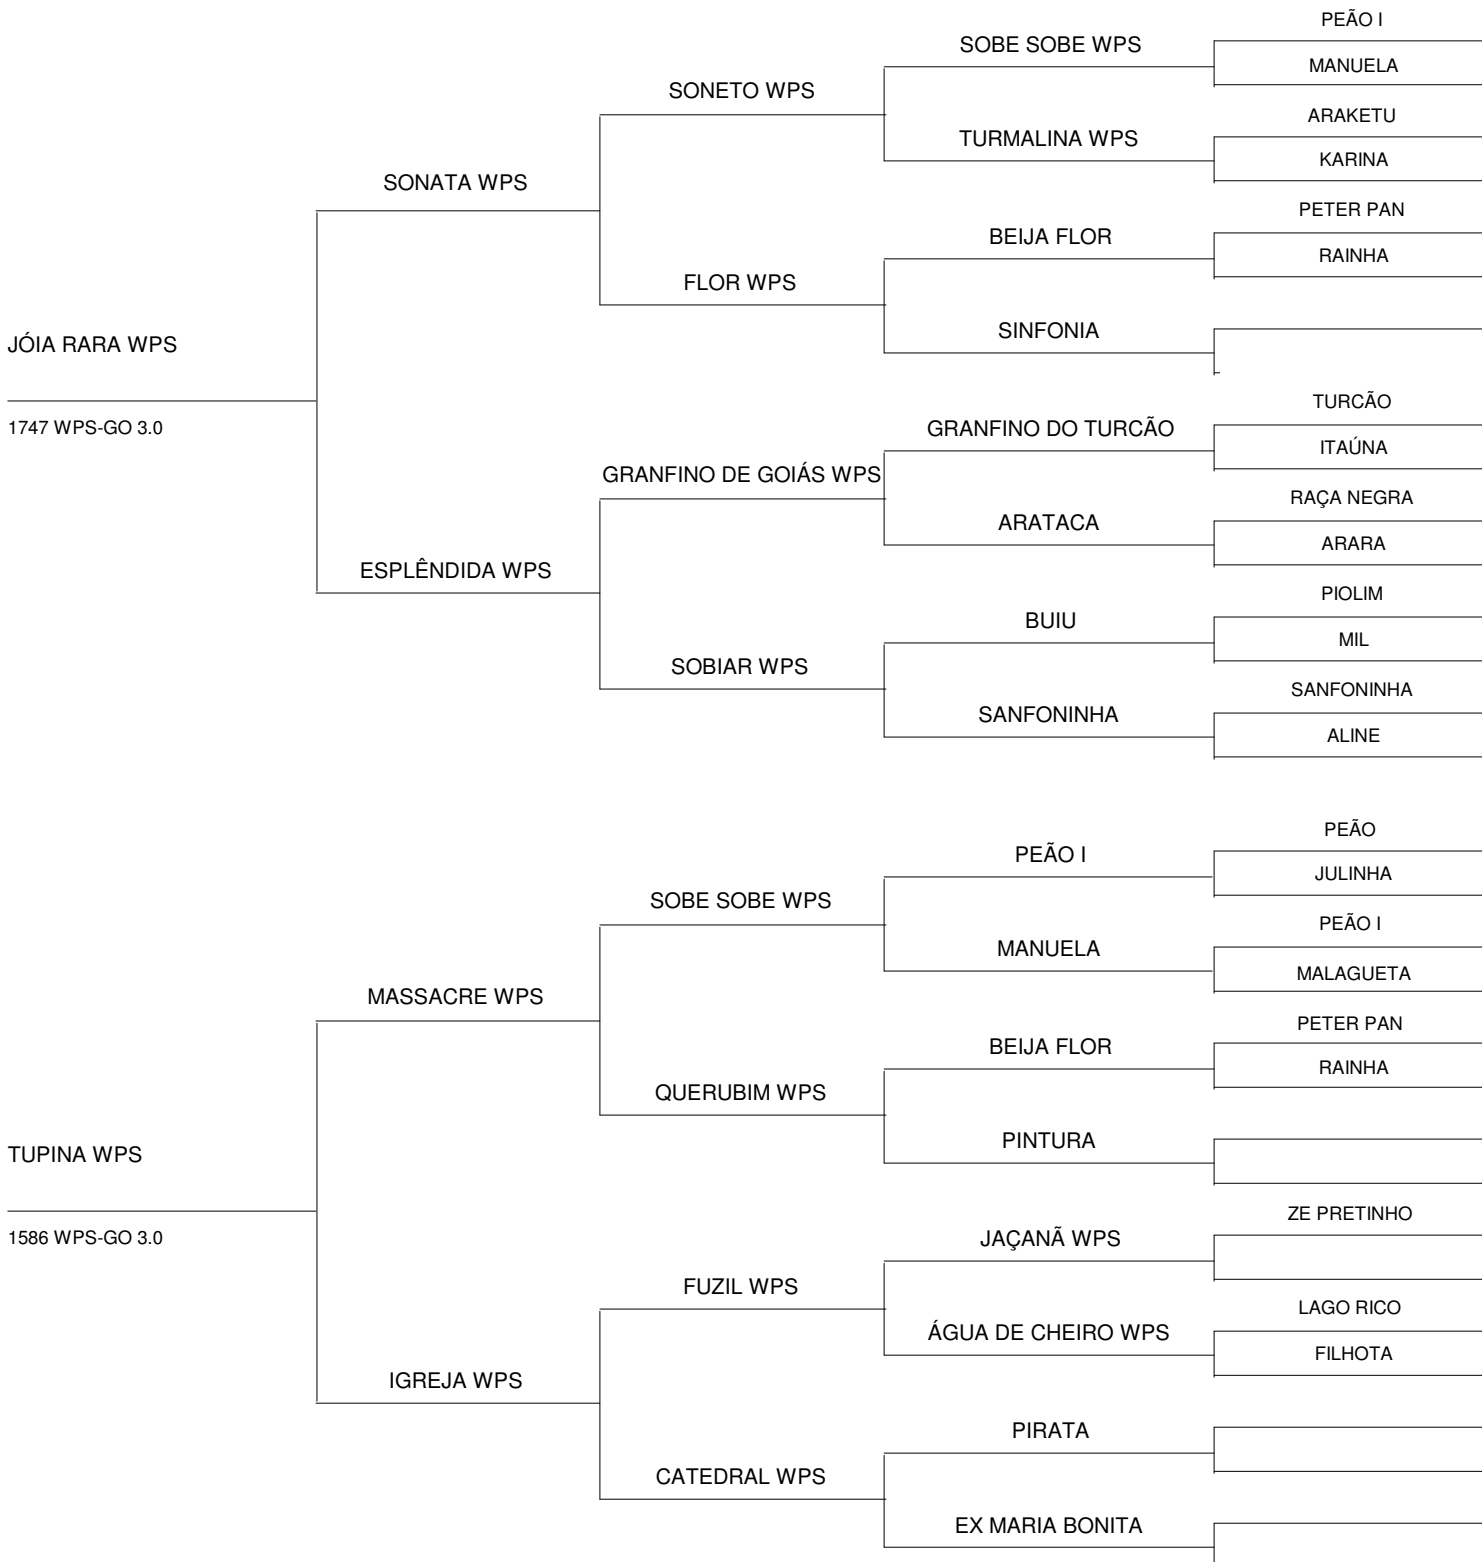 PEÃO I
SOBE SOBE WPS
MANUELA
SONETO WPS
ARAKETU
TURMALINA WPS
KARINA
SONATA WPS
PETER PAN
BEIJA FLOR
RAINHA
FLOR WPS
SINFONIA
JÓIA RARA WPS
1747 WPS-GO 3.0
TURCÃO
GRANFINO DO TURCÃO
ITAÚNA
GRANFINO DE GOIÁS WPS
RAÇA NEGRA
ARATACA
ARARA
ESPLÊNDIDA WPS
PIOLIM
BUIU
MIL
SOBIAR WPS
SANFONINHA
SANFONINHA
ALINE
PEÃO
PEÃO I
JULINHA
SOBE SOBE WPS
PEÃO I
MANUELA
MALAGUETA
MASSACRE WPS
PETER PAN
BEIJA FLOR
RAINHA
QUERUBIM WPS
PINTURA
TUPINA WPS
1586 WPS-GO 3.0
ZE PRETINHO
JAÇANÃ WPS
FUZIL WPS
LAGO RICO
ÁGUA DE CHEIRO WPS
FILHOTA
IGREJA WPS
PIRATA
CATEDRAL WPS
EX MARIA BONITA